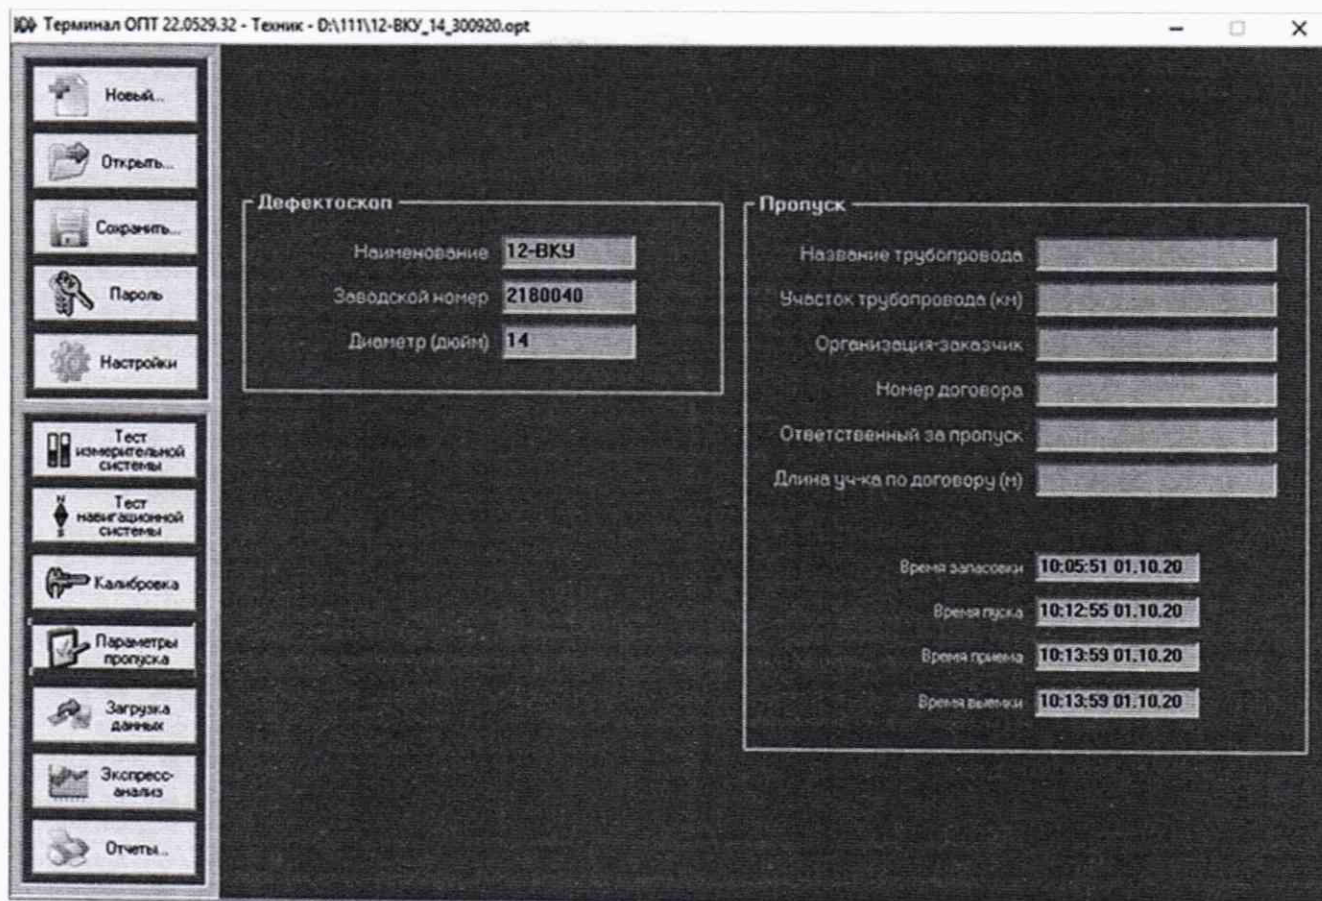 Терминал ОПТ 22.0529.32 - Техник - D:\111\12-ВКУ_14_300920.opt
Новый...
Открыть...
Сохранить...
Пароль
Настройки
Тест
измерительной
системы
N
S
Тест
навигационной
системы
Калибровка
Параметры
пропуска
Загрузка
данных
Экспресс-
анализ
Отчеты...
Дефектоскоп
Наименование 12-ВКУ
Заводской номер 2180040
Диаметр (дюйм) 14
Пропуск
Название трубопровода
Участок трубопровода (км)
Организация-заказчик
Номер договора
Ответственный за пропуск
Длина уч-ка по договору (м)
Время запасовки 10:05:51 01.10.20
Время пуска 10:12:55 01.10.20
Время приема 10:13:59 01.10.20
Время выемки 10:13:59 01.10.20